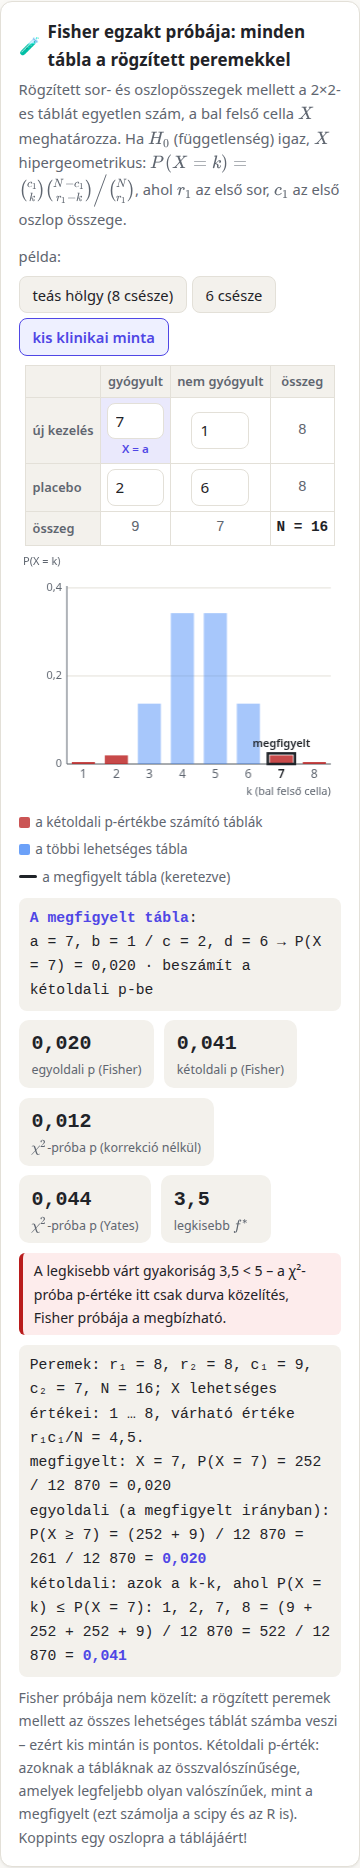 🧪 Fisher egzakt próbája: minden
tábla a rögzített peremekkel
Rögzített sor- és oszlopösszegek mellett a 2×2-
es táblát egyetlen szám, a bal felső cella X
meghatározza. Ha H₀ (függetlenség) igaz, X
hipergeometrikus: P(X = k) =
(c₁ k)(N−c₁ r₁−k)/(N r₁), ahol r₁ az első sor, c₁ az első
oszlop összege.
példa:
teás hölgy (8 csésze) 6 csésze
kis klinikai minta
gyógyult nem gyógyult összeg
új kezelés 7 X = a 1 8
placebo 2 6 8
összeg 9 7 N = 16
P(X = k)
0,4
0,2
0
megfigyelt
1 2 3 4 5 6 7 8
k (bal felső cella)
a kétoldali p-értékbe számító táblák
a többi lehetséges tábla
a megfigyelt tábla (keretezve)
A megfigyelt tábla:
a = 7, b = 1 / c = 2, d = 6 → P(X
= 7) = 0,020 · beszámít a
kétoldali p-be
0,020 0,041
egyoldali p (Fisher) kétoldali p (Fisher)
0,012
χ²-próba p (korrekció nélkül)
0,044 3,5
χ²-próba p (Yates) legkisebb f*
A legkisebb várt gyakoriság 3,5 < 5 – a χ²-
próba p-értéke itt csak durva közelítés,
Fisher próbája a megbízható.
Peremek: r₁ = 8, r₂ = 8, c₁ = 9,
c₂ = 7, N = 16; X lehetséges
értékei: 1 … 8, várható értéke
r₁c₁/N = 4,5.
megfigyelt: X = 7, P(X = 7) = 252
/ 12 870 = 0,020
egyoldali (a megfigyelt irányban):
P(X ≥ 7) = (252 + 9) / 12 870 =
261 / 12 870 = 0,020
kétoldali: azok a k-k, ahol P(X =
k) ≤ P(X = 7): 1, 2, 7, 8 = (9 +
252 + 252 + 9) / 12 870 = 522 / 12
870 = 0,041
Fisher próbája nem közelít: a rögzített peremek
mellett az összes lehetséges táblát számba veszi
– ezért kis mintán is pontos. Kétoldali p-érték:
azoknak a tábláknak az összvalószínűsége,
amelyek legfeljebb olyan valószínűek, mint a
megfigyelt (ezt számolja a scipy és az R is).
Koppints egy oszlopra a táblájáért!